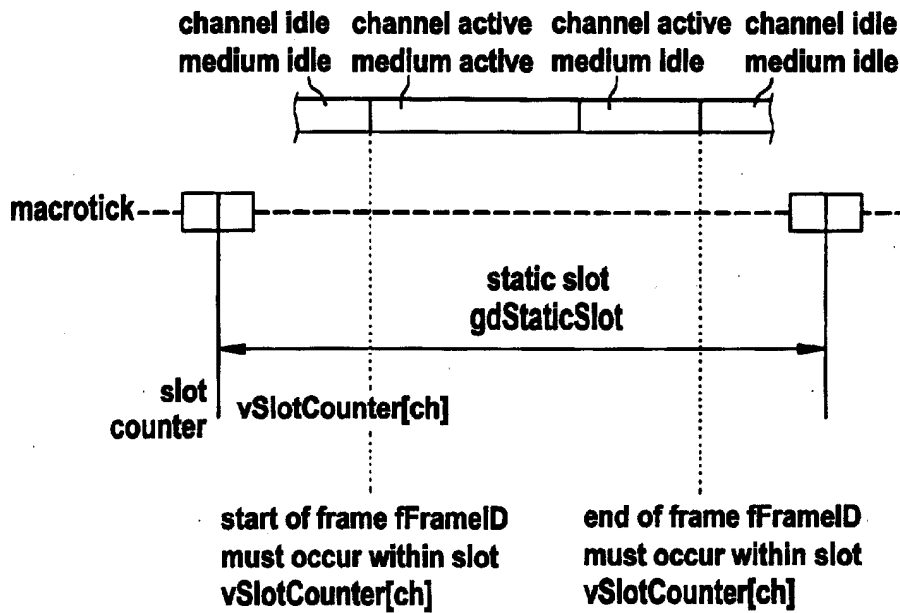 channel idle channel active channel active channel idle
medium idle medium active medium idle medium idle
macrotick
static slot
gdStaticSlot
slot
counter
vSlotCounter[ch]
start of frame fFrameID
must occur within slot
vSlotCounter[ch]
end of frame fFrameID
must occur within slot
vSlotCounter[ch]